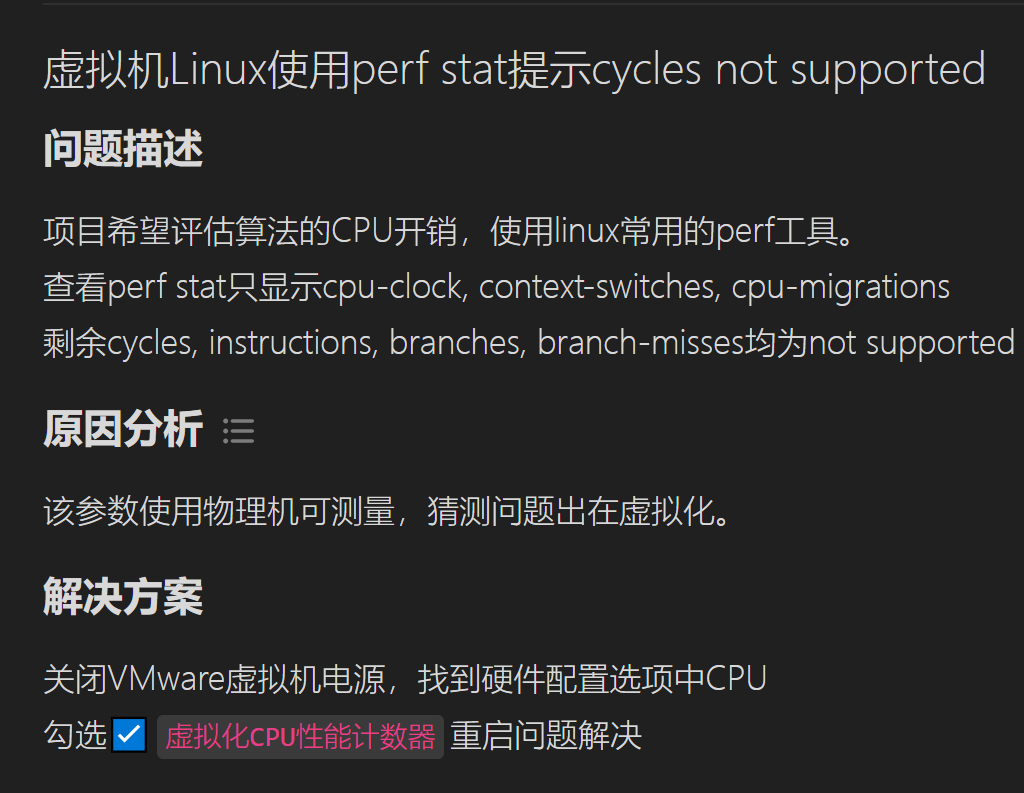 虚拟机Linux使用perf stat提示cycles not supported
问题描述
项目希望评估算法的CPU开销，使用linux常用的perf工具。
查看perf stat只显示cpu-clock, context-switches, cpu-migrations
剩余cycles, instructions, branches, branch-misses均为not supported
原因分析
该参数使用物理机可测量，猜测问题出在虚拟化。
解决方案
关闭VMware虚拟机电源，找到硬件配置选项中CPU
勾选 虚拟化CPU性能计数器 重启问题解决